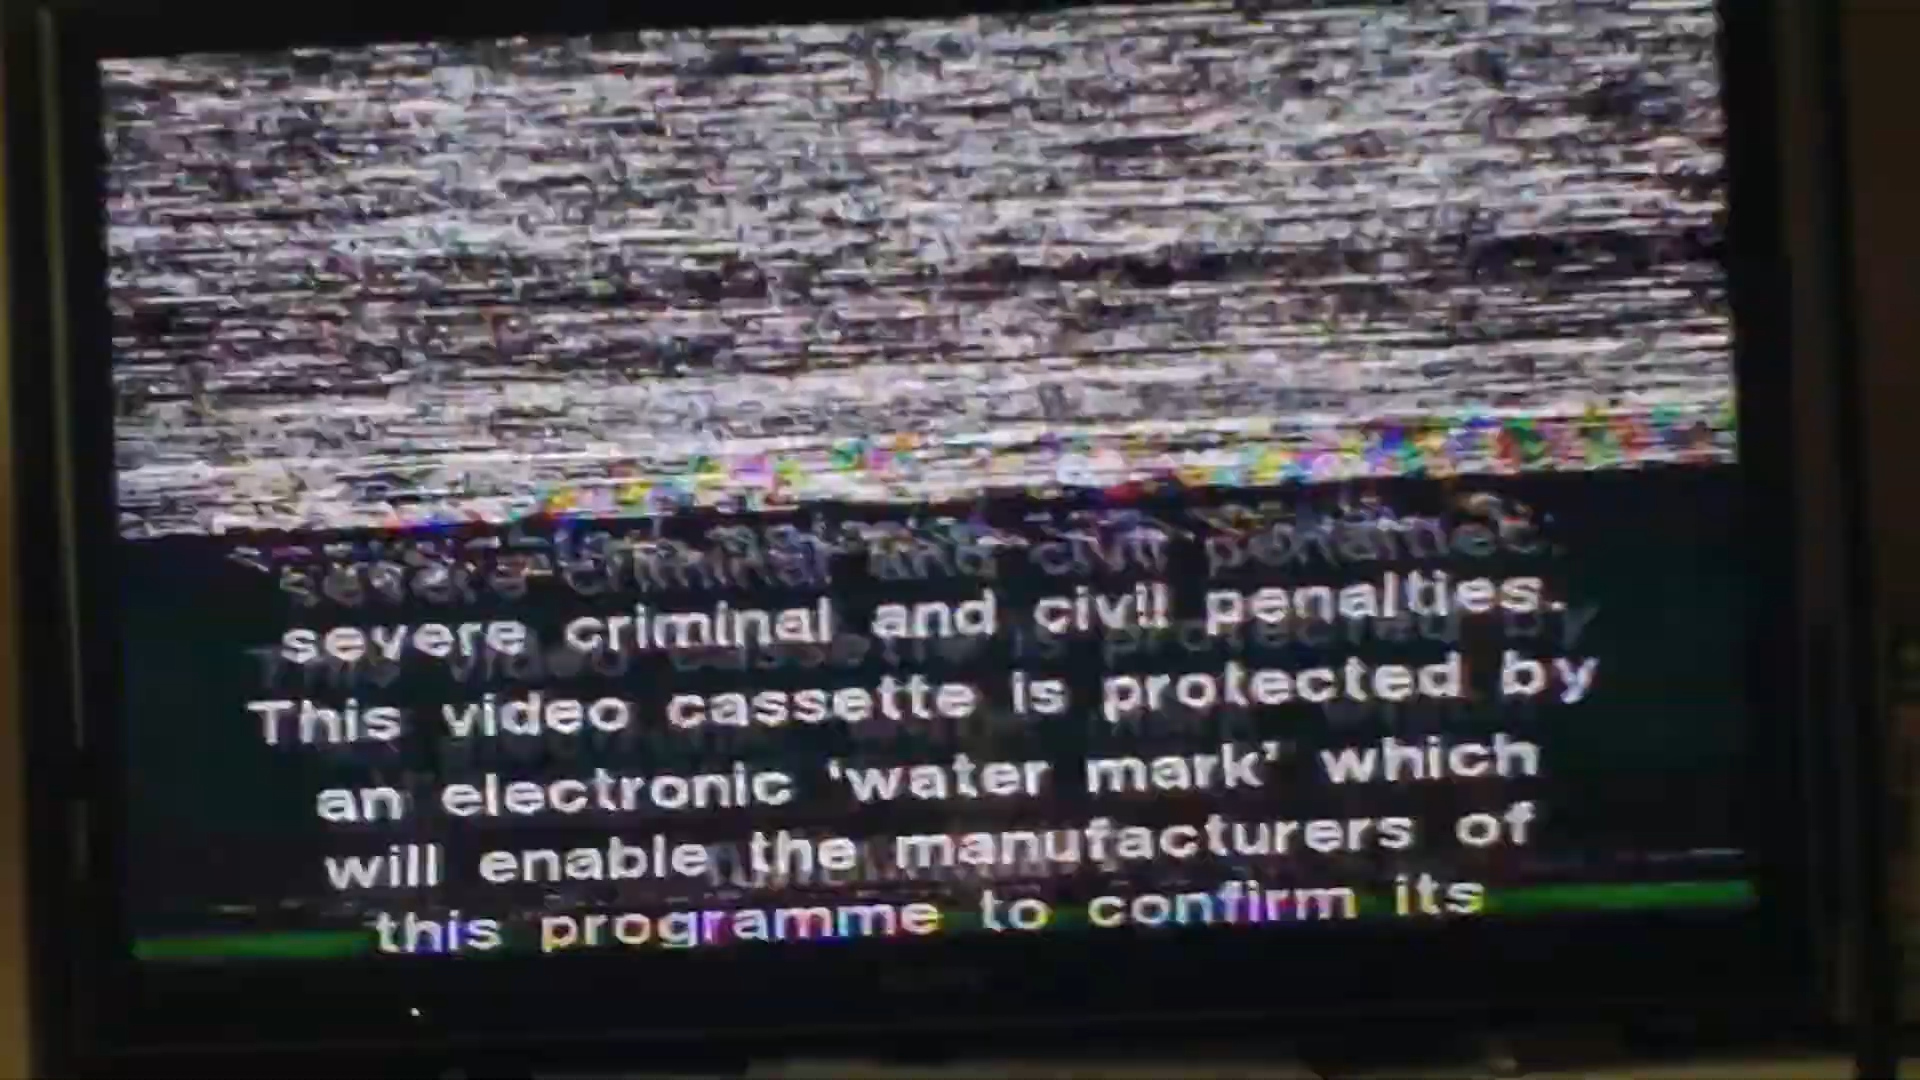 severe criminal and civil penalties.
This video cassette is protected by
an electronic 'water mark' which
will enable the manufacturers of
this programme to confirm its